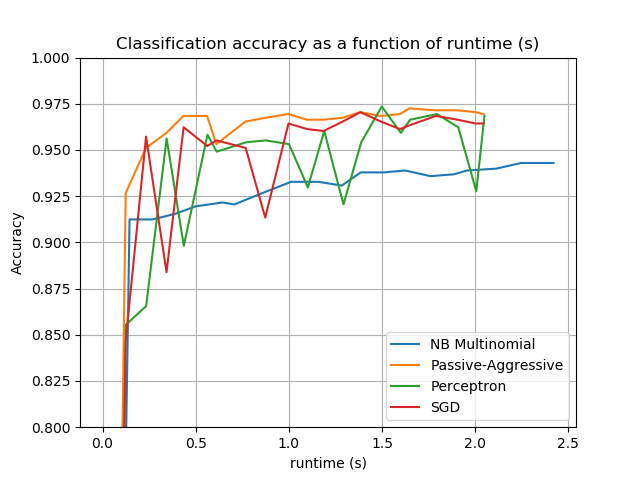 Classification accuracy as a function of runtime (s)
1.000
0.975
0.950
0.925
0.900
0.875
0.850
0.825
0.800
Accuracy
NB Multinomial
Passive-Aggressive
Perceptron
SGD
0.0 0.5 1.0 1.5 2.0 2.5
runtime (s)